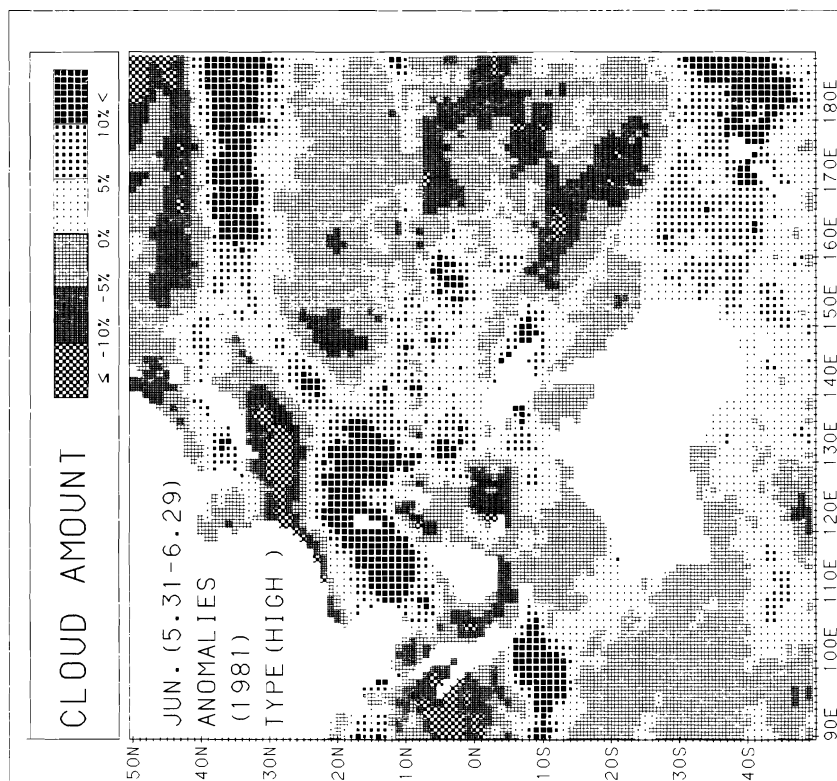 CLOUD AMOUNT
≤ -10% -5% 0% 5% 10% <
JUN. (5.31-6.29)
ANOMALIES
(1981)
TYPE (HIGH )
50N
30N
20N
10N
0N
10S
20S
30S
40S
90E 100E 110E 120E 130E 140E 150E 160E 170E 180E